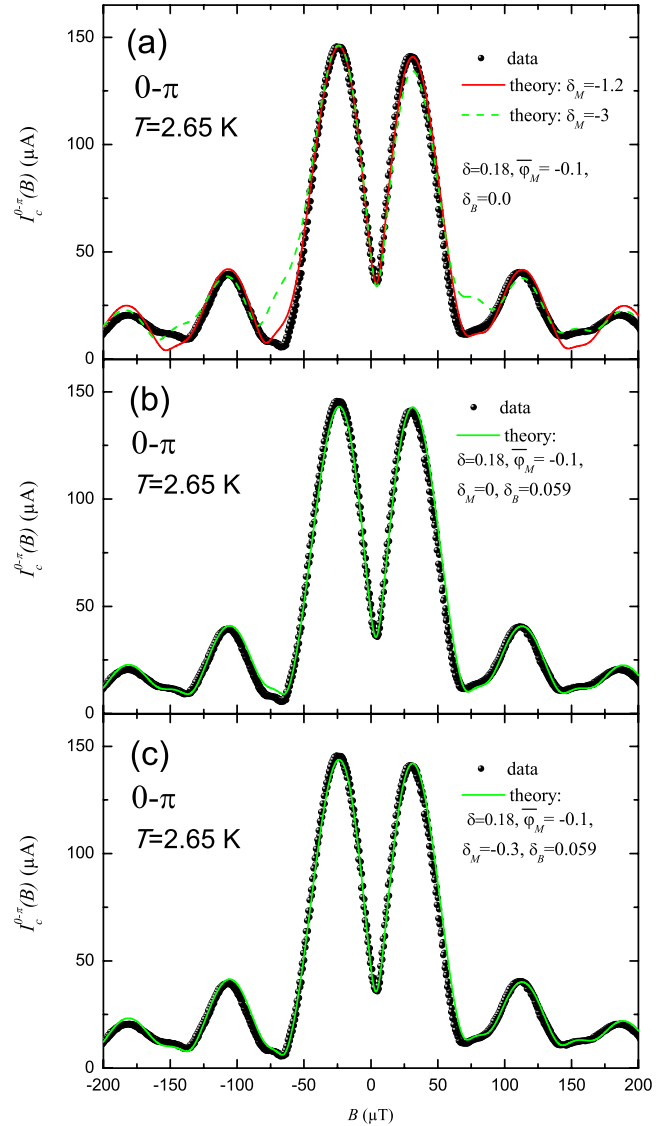 (a)
0-π
T=2.65 K
data
theory: δ_M=-1.2
theory: δ_M=-3
δ=0.18, φ̅_M= -0.1,
δ_B=0.0
150
100
50
0
I_c^{0-π}(B) (μA)
(b)
0-π
T=2.65 K
data
theory:
δ=0.18, φ̅_M= -0.1,
δ_M=0, δ_B=0.059
150
100
50
0
I_c^{0-π}(B) (μA)
(c)
0-π
T=2.65 K
data
theory:
δ=0.18, φ̅_M= -0.1,
δ_M=-0.3, δ_B=0.059
150
100
50
0
I_c^{0-π}(B) (μA)
-200 -150 -100 -50 0 50 100 150 200
B (μT)